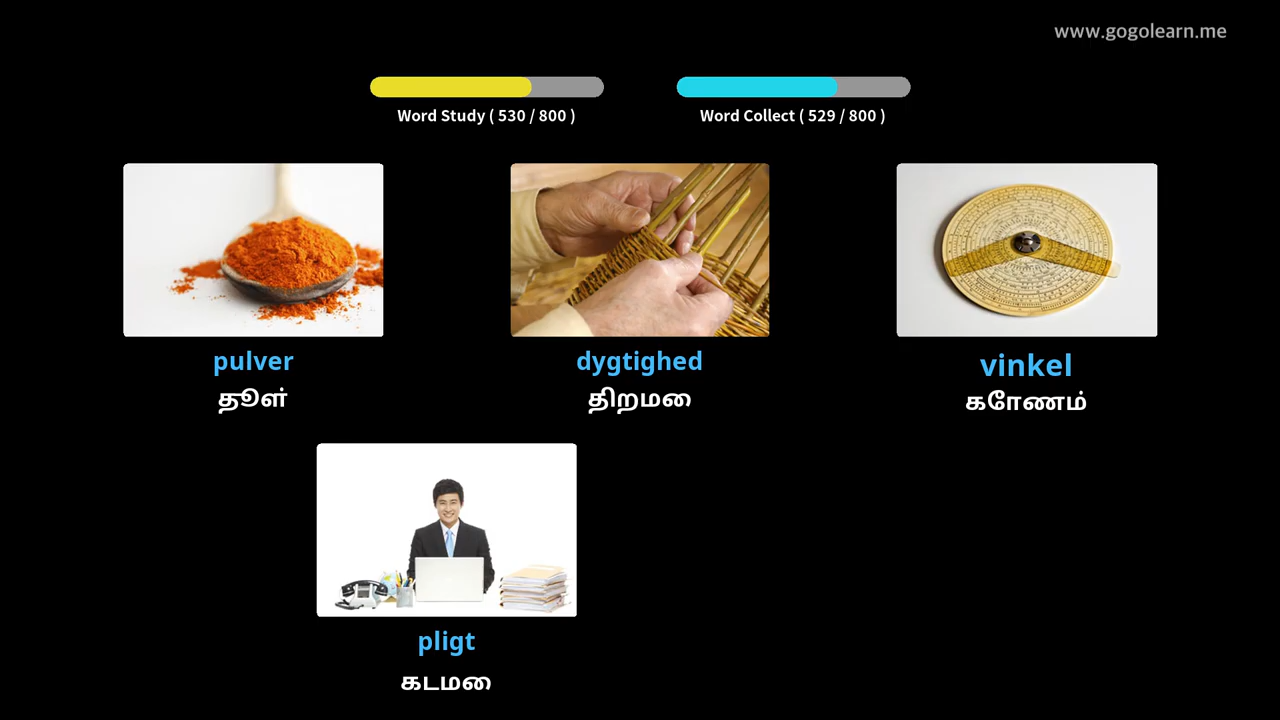 www.gogolearn.me
Word Study ( 530 / 800 )
Word Collect ( 529 / 800 )
pulver
dygtighed
vinkel
தூள்
திறமை
கோணம்
pligt
கடமை